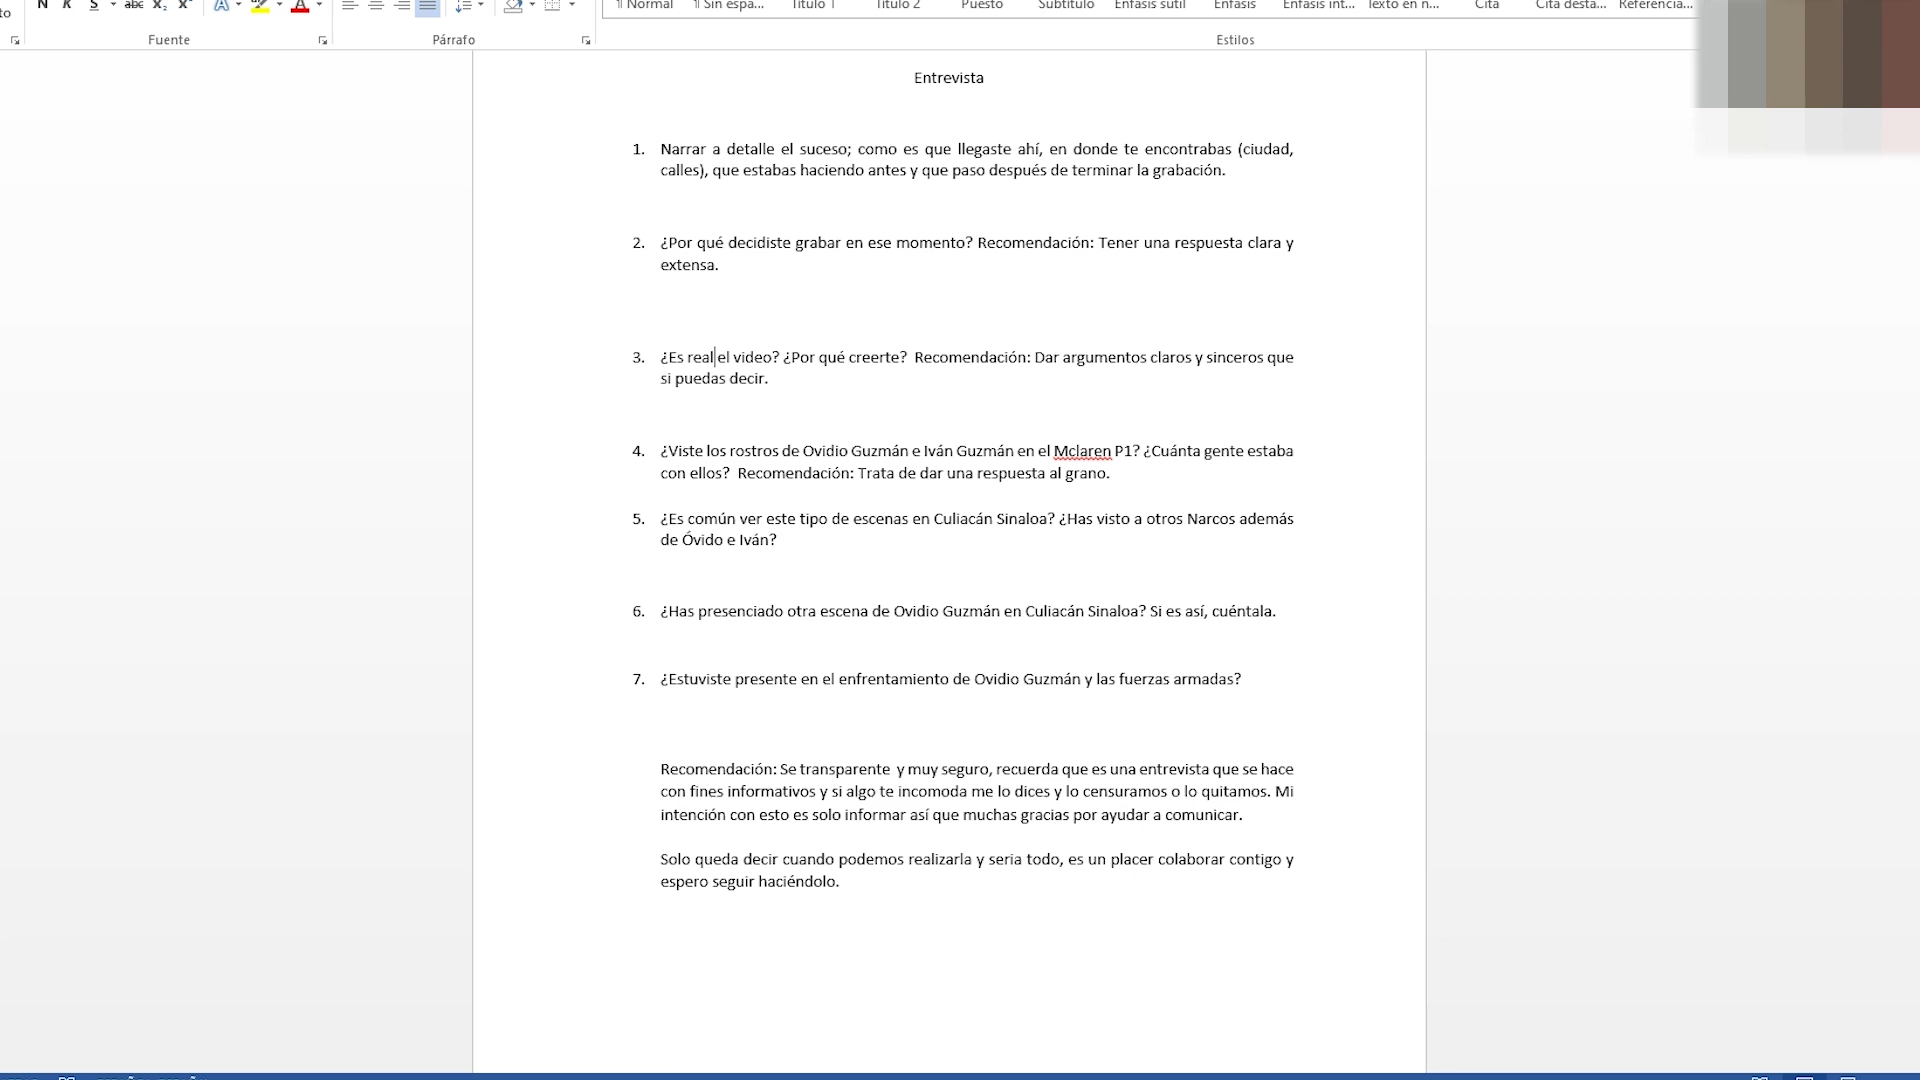 N K S abc x₂ x² A A
¶ Normal ¶ Sin espa... Título 1 Título 2 Puesto Subtítulo Énfasis sutil Énfasis Énfasis int... Texto en n... Cita Cita desta... Referencia...
Fuente Párrafo Estilos
Entrevista
1. Narrar a detalle el suceso; como es que llegaste ahí, en donde te encontrabas (ciudad,
calles), que estabas haciendo antes y que paso después de terminar la grabación.
2. ¿Por qué decidiste grabar en ese momento? Recomendación: Tener una respuesta clara y
extensa.
3. ¿Es real el video? ¿Por qué creerte? Recomendación: Dar argumentos claros y sinceros que
si puedas decir.
4. ¿Viste los rostros de Ovidio Guzmán e Iván Guzmán en el Mclaren P1? ¿Cuánta gente estaba
con ellos? Recomendación: Trata de dar una respuesta al grano.
5. ¿Es común ver este tipo de escenas en Culiacán Sinaloa? ¿Has visto a otros Narcos además
de Óvido e Iván?
6. ¿Has presenciado otra escena de Ovidio Guzmán en Culiacán Sinaloa? Si es así, cuéntala.
7. ¿Estuviste presente en el enfrentamiento de Ovidio Guzmán y las fuerzas armadas?
Recomendación: Se transparente y muy seguro, recuerda que es una entrevista que se hace
con fines informativos y si algo te incomoda me lo dices y lo censuramos o lo quitamos. Mi
intención con esto es solo informar así que muchas gracias por ayudar a comunicar.
Solo queda decir cuando podemos realizarla y seria todo, es un placer colaborar contigo y
espero seguir haciéndolo.